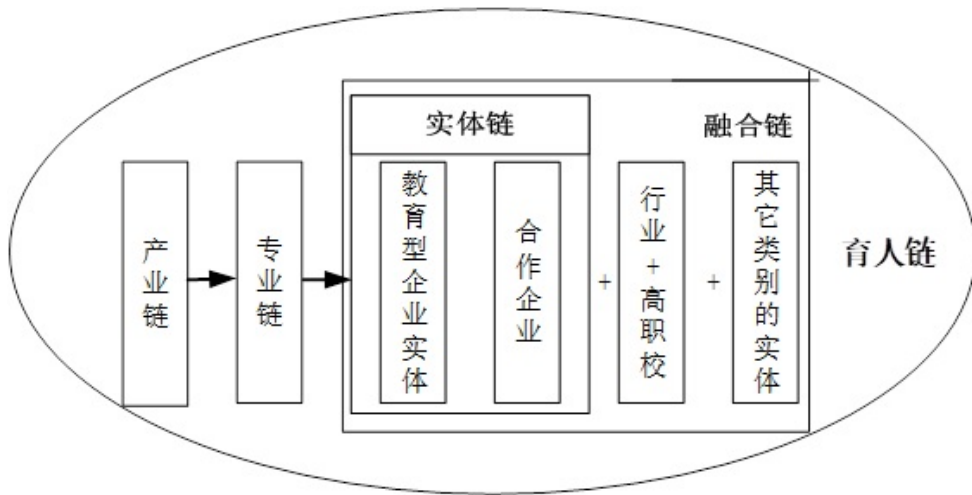 实体链
融合链
产业链
专业链
教育型企业实体
合作企业
+
行业+高职校
+
其它类别的实体
育人链